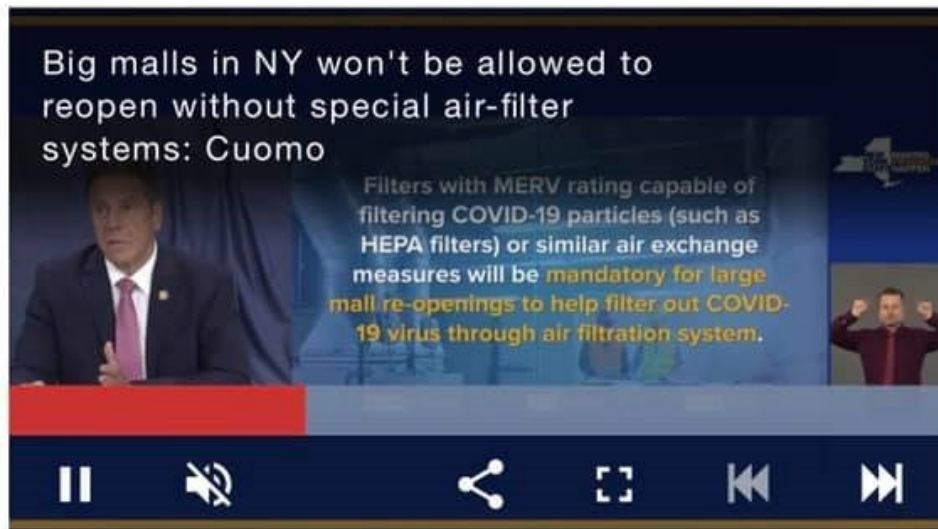 Big malls in NY won't be allowed to
reopen without special air-filter
systems: Cuomo
Filters with MERV rating capable of
filtering COVID-19 particles (such as
HEPA filters) or similar air exchange
measures will be mandatory for large
mall re-openings to help filter out COVID-
19 virus through air filtration system.